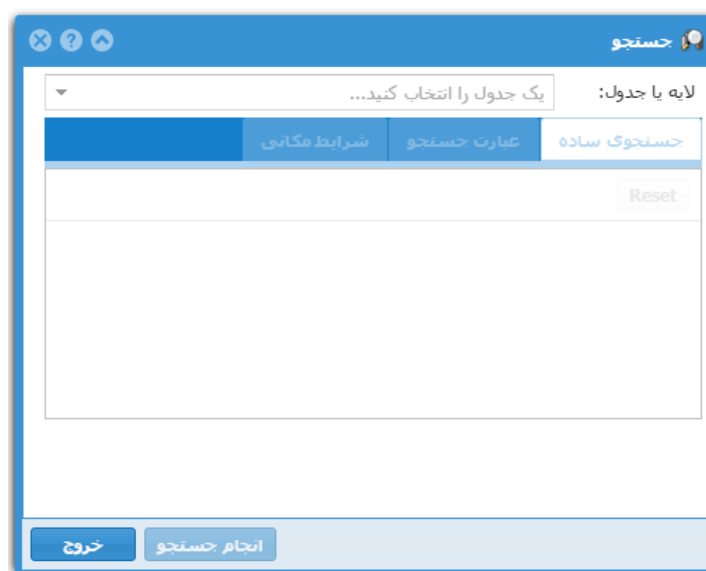 جستجو
لایه یا جدول: یک جدول را انتخاب کنید...
جستجوی ساده عبارت جستجو شرایط مکانی
Reset
انجام جستجو خروج